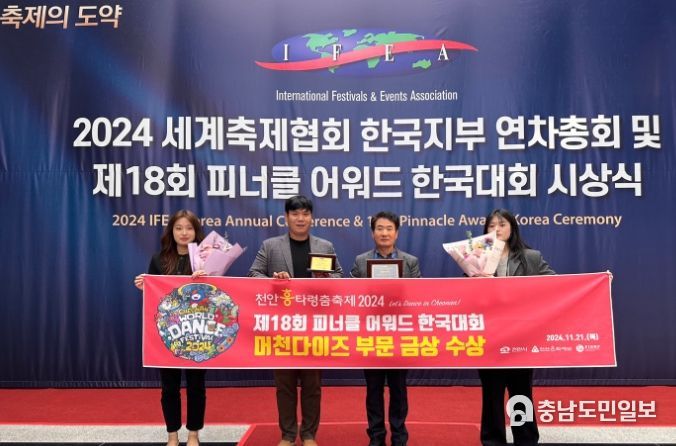 축제의 도약
I F E A
International Festivals & Events Association
2024 세계축제협회 한국지부 연차총회 및
제18회 피너클 어워드 한국대회 시상식
2024 IFE Korea Annual Conference & 1 Pinnacle Awa Korea Ceremony
천안흥타령춤축제 2024 Let's Dance in Cheonan!
CHEONAN WORLD DANCE FESTIVAL 2024
제18회 피너클 어워드 한국대회
머천다이즈 부문 금상 수상
2024.11.21.(목)
천안시
충남도민일보